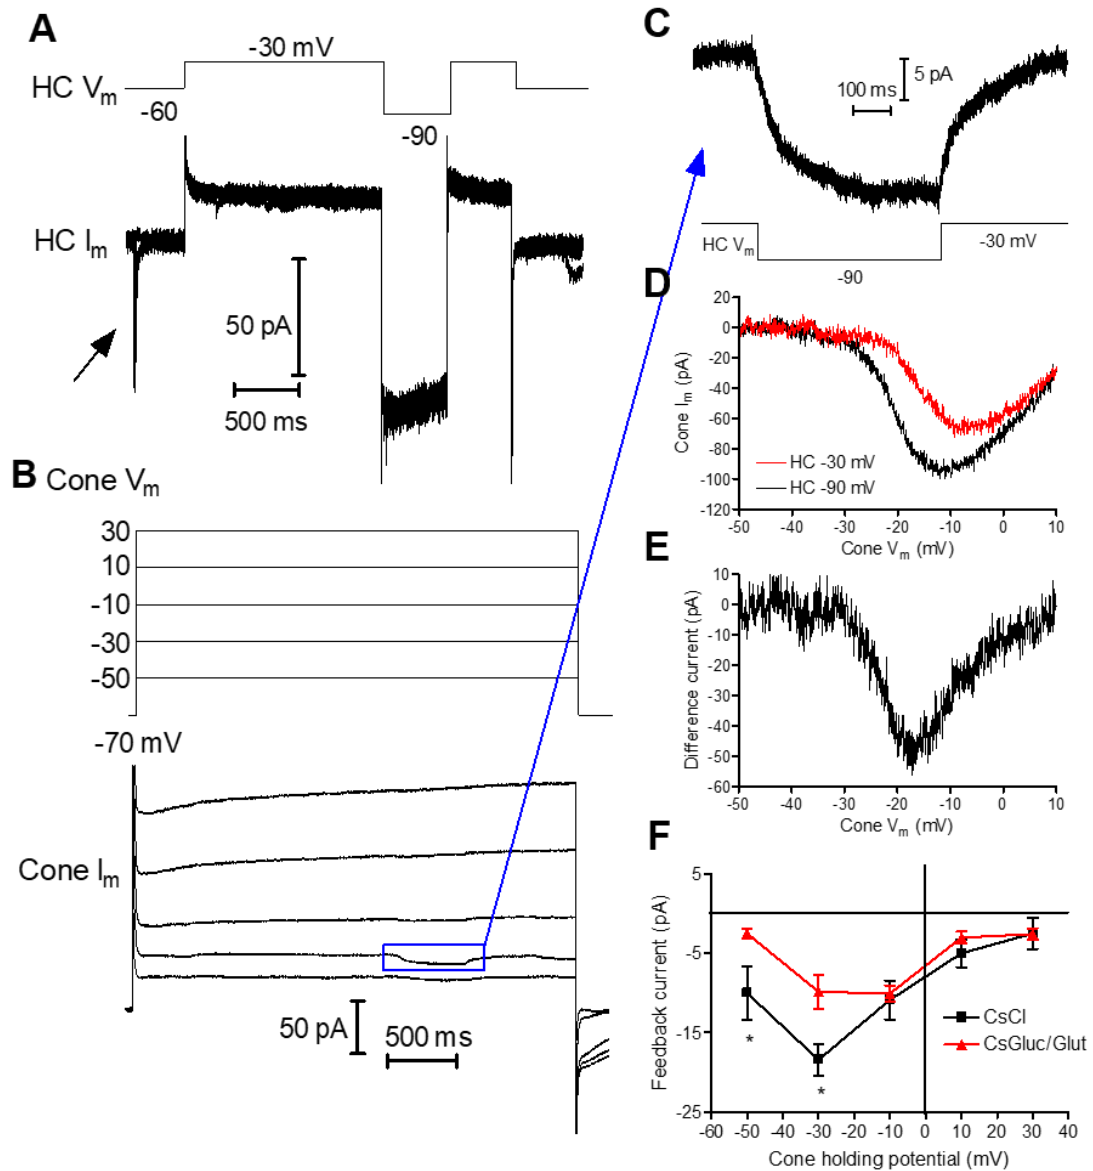 A
HC Vm
-60
-30 mV
-90
HC Im
50 pA
500 ms
B
Cone Vm
30
10
-10
-30
-50
-70 mV
Cone Im
50 pA
500 ms
C
5 pA
100 ms
HC Vm
-30 mV
-90
D
20
0
-20
-40
-60
-80
-100
-120
Cone Im (pA)
HC -30 mV
HC -90 mV
-50 -40 -30 -20 -10 0 10
Cone Vm (mV)
E
10
0
-10
-20
-30
-40
-50
-60
Difference current (pA)
-50 -40 -30 -20 -10 0 10
Cone Vm (mV)
F
5
-5
-15
-25
Feedback current (pA)
CsCl
CsGluc/Glut
*
*
-60 -50 -40 -30 -20 -10 0 10 20 30 40
Cone holding potential (mV)